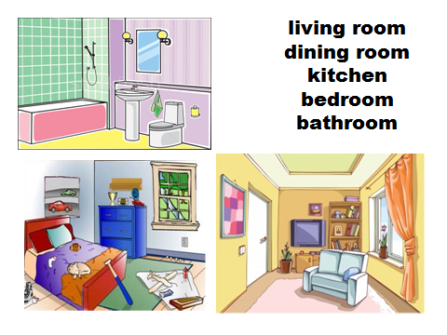 living room
dining room
kitchen
bedroom
bathroom